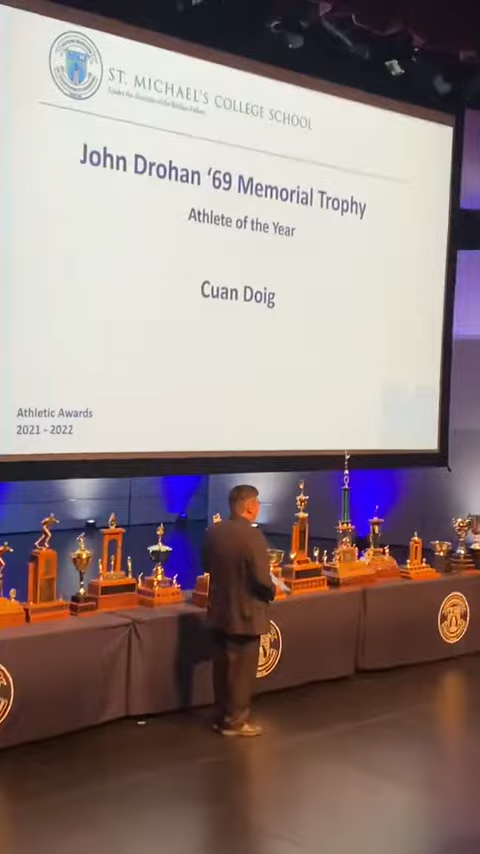 ST. MICHAEL'S COLLEGE SCHOOL
John Drohan ‘69 Memorial Trophy
Athlete of the Year
Cuan Doig
Athletic Awards
2021 - 2022